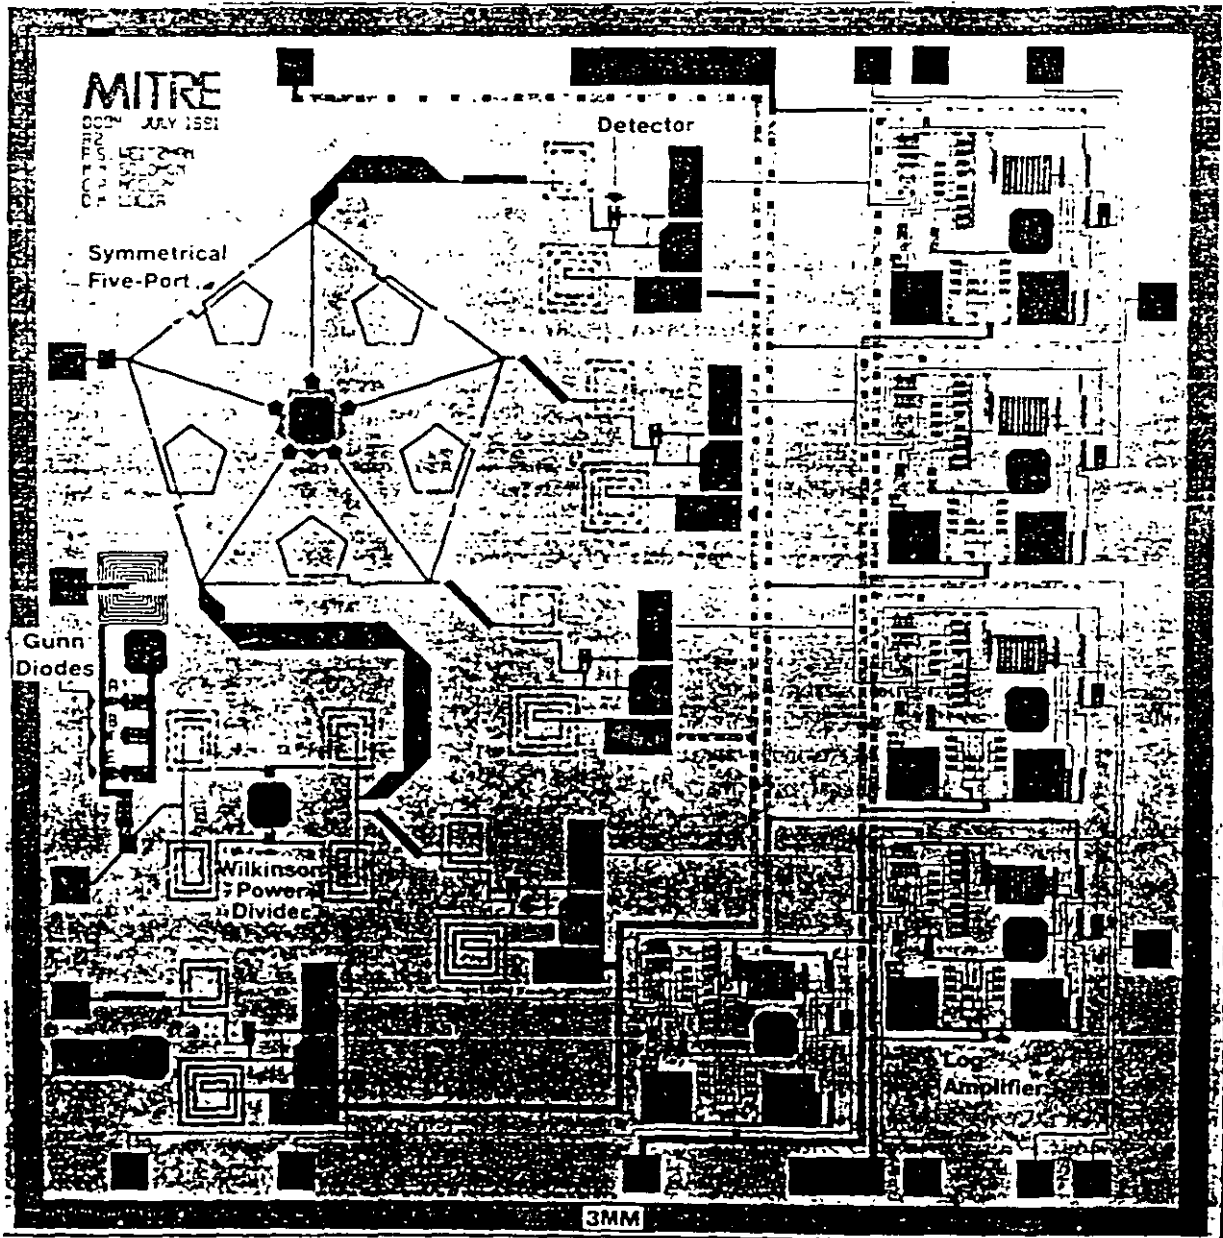 MITRE
JULY 1991
Detector
Symmetrical
Five-Port
Gunn
Diodes
A
B
Wilkinson
Power
Divider
Log
Amplifier
3MM